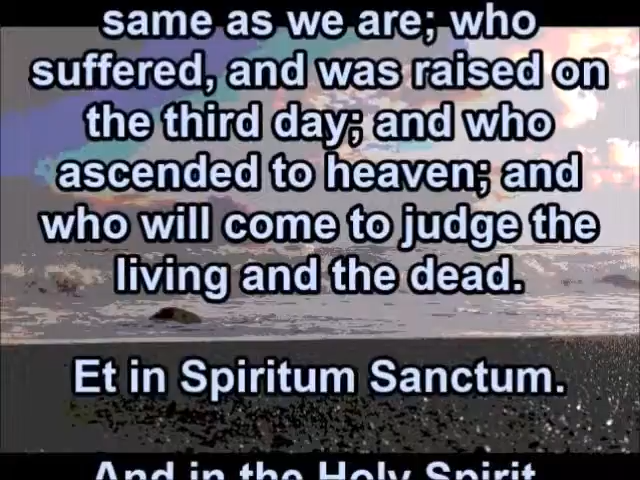 same as we are; who
suffered, and was raised on
the third day; and who
ascended to heaven; and
who will come to judge the
living and the dead.
Et in Spiritum Sanctum.
And in the Holy Spirit